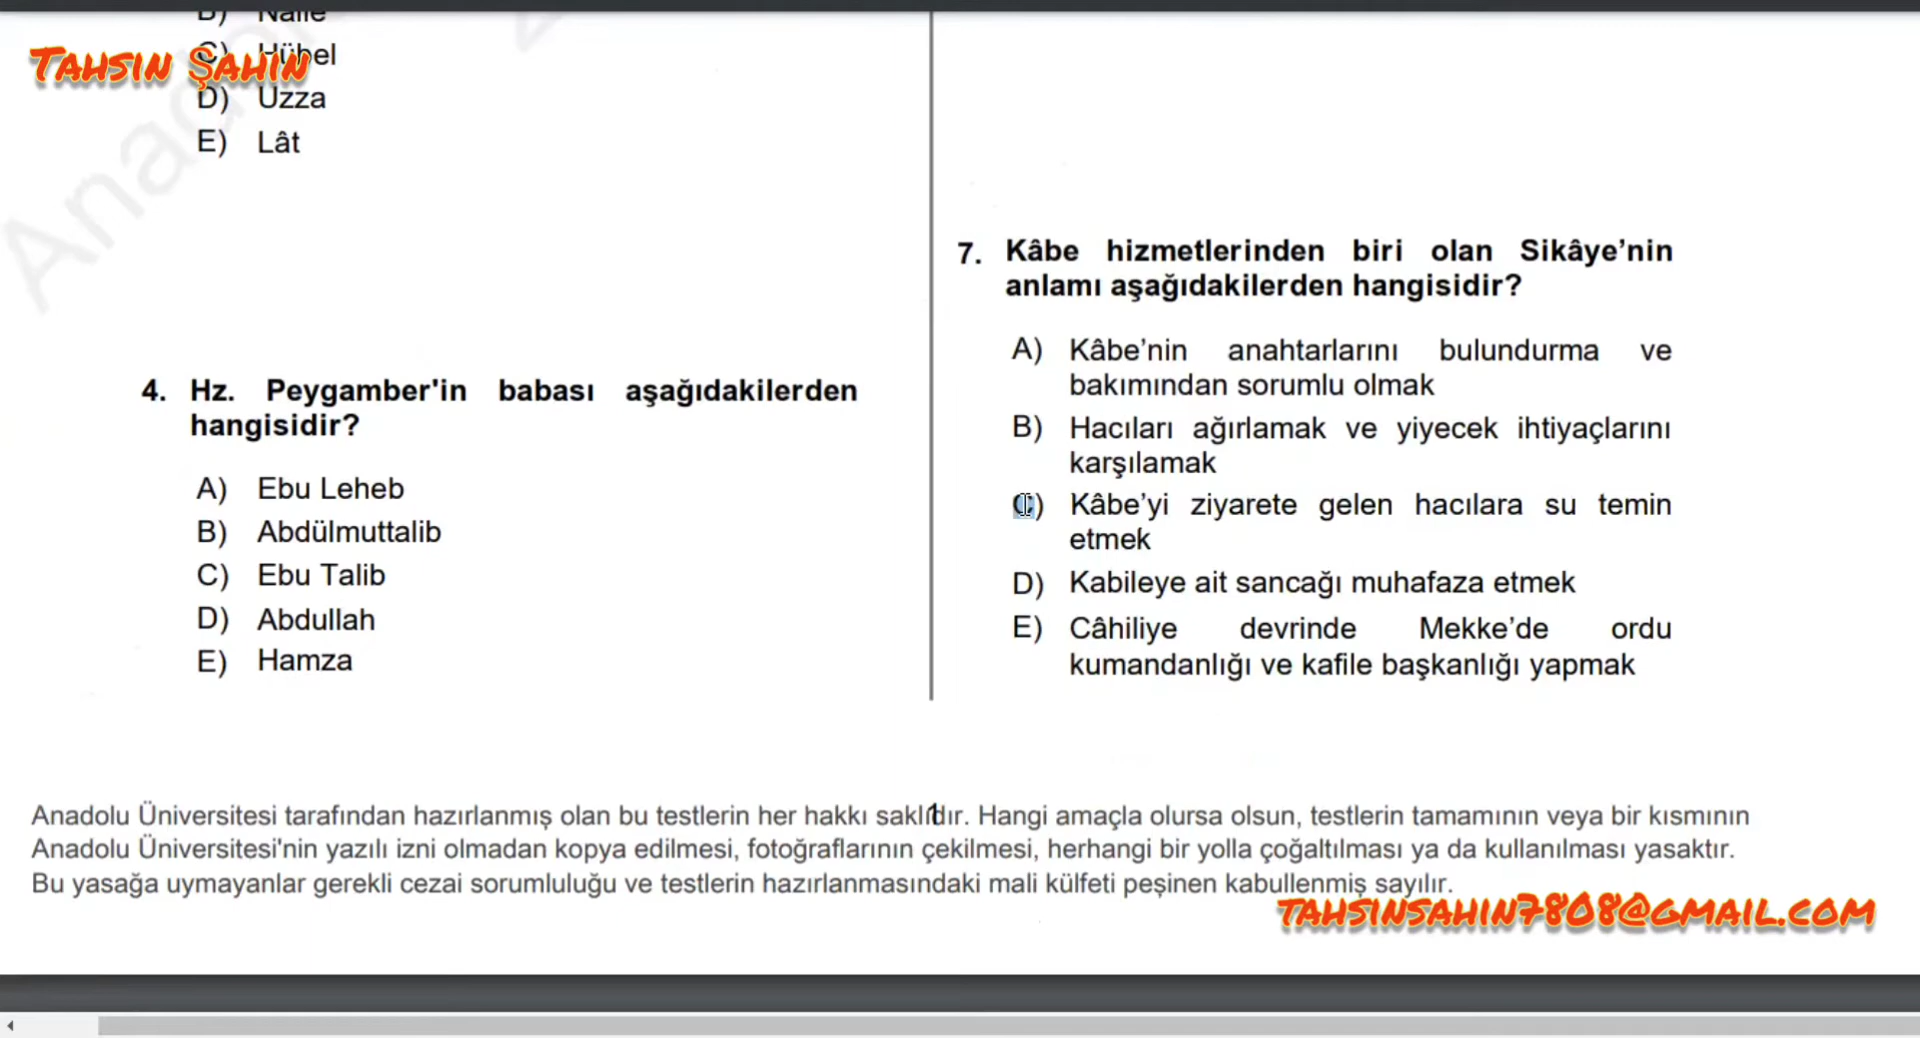 B) Naile
C) Hübel
Tahsin Şahin
D) Uzza
E) Lât
4. Hz. Peygamber'in babası aşağıdakilerden
hangisidir?
A) Ebu Leheb
B) Abdülmuttalib
C) Ebu Talib
D) Abdullah
E) Hamza
7. Kâbe hizmetlerinden biri olan Sikâye’nin
anlamı aşağıdakilerden hangisidir?
A) Kâbe’nin anahtarlarını bulundurma ve
bakımından sorumlu olmak
B) Hacıları ağırlamak ve yiyecek ihtiyaçlarını
karşılamak
C) Kâbe’yi ziyarete gelen hacılara su temin
etmek
D) Kabileye ait sancağı muhafaza etmek
E) Câhiliye devrinde Mekke’de ordu
kumandanlığı ve kafile başkanlığı yapmak
1
Anadolu Üniversitesi tarafından hazırlanmış olan bu testlerin her hakkı saklıdır. Hangi amaçla olursa olsun, testlerin tamamının veya bir kısmının
Anadolu Üniversitesi'nin yazılı izni olmadan kopya edilmesi, fotoğraflarının çekilmesi, herhangi bir yolla çoğaltılması ya da kullanılması yasaktır.
Bu yasağa uymayanlar gerekli cezai sorumluluğu ve testlerin hazırlanmasındaki mali külfeti peşinen kabullenmiş sayılır.
tahsinsahin7808@gmail.com